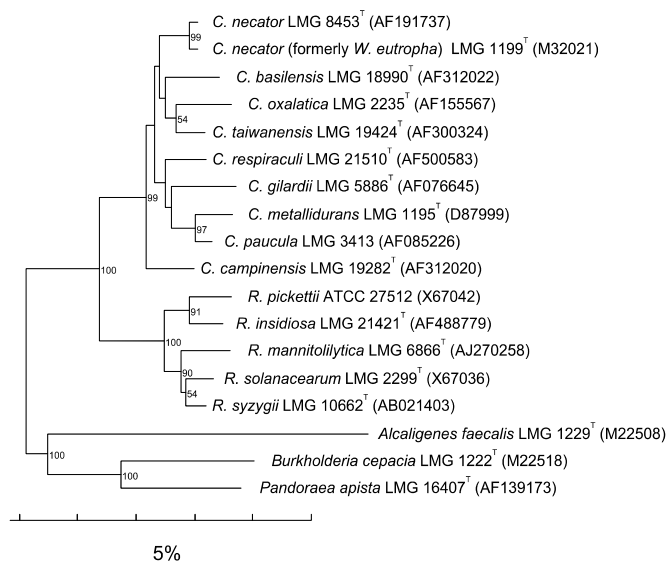 C. necator LMG 8453T (AF191737)
99
C. necator (formerly W. eutropha) LMG 1199T (M32021)
C. basilensis LMG 18990T (AF312022)
C. oxalatica LMG 2235T (AF155567)
54
C. taiwanensis LMG 19424T (AF300324)
C. respiraculi LMG 21510T (AF500583)
C. gilardii LMG 5886T (AF076645)
99
C. metallidurans LMG 1195T (D87999)
97
C. paucula LMG 3413 (AF085226)
C. campinensis LMG 19282T (AF312020)
100
R. pickettii ATCC 27512 (X67042)
91
R. insidiosa LMG 21421T (AF488779)
100
R. mannitolilytica LMG 6866T (AJ270258)
90
R. solanacearum LMG 2299T (X67036)
54
R. syzygii LMG 10662T (AB021403)
Alcaligenes faecalis LMG 1229T (M22508)
100
Burkholderia cepacia LMG 1222T (M22518)
100
Pandoraea apista LMG 16407T (AF139173)
5%